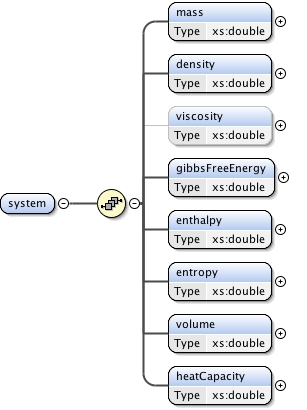 mass
Type xs:double
density
Type xs:double
viscosity
Type xs:double
gibbsFreeEnergy
Type xs:double
system
enthalpy
Type xs:double
entropy
Type xs:double
volume
Type xs:double
heatCapacity
Type xs:double